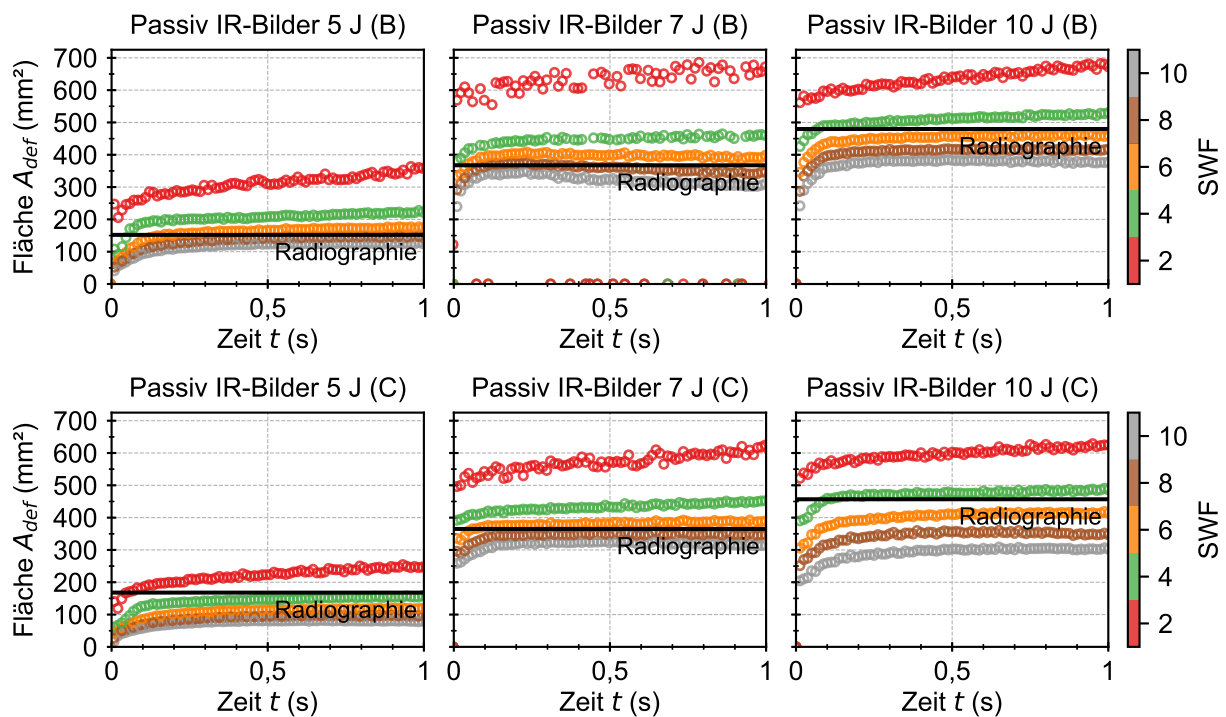 Passiv IR-Bilder 5 J (B)
Passiv IR-Bilder 7 J (B)
Passiv IR-Bilder 10 J (B)
Fläche A_def (mm²)
700
600
500
400
300
200
100
0
Radiographie
Radiographie
Radiographie
10
8
6
4
2
SWF
0 0,5 1
0 0,5 1
0 0,5 1
Zeit t (s)
Zeit t (s)
Zeit t (s)
Passiv IR-Bilder 5 J (C)
Passiv IR-Bilder 7 J (C)
Passiv IR-Bilder 10 J (C)
Fläche A_def (mm²)
700
600
500
400
300
200
100
0
Radiographie
Radiographie
Radiographie
10
8
6
4
2
SWF
0 0,5 1
0 0,5 1
0 0,5 1
Zeit t (s)
Zeit t (s)
Zeit t (s)